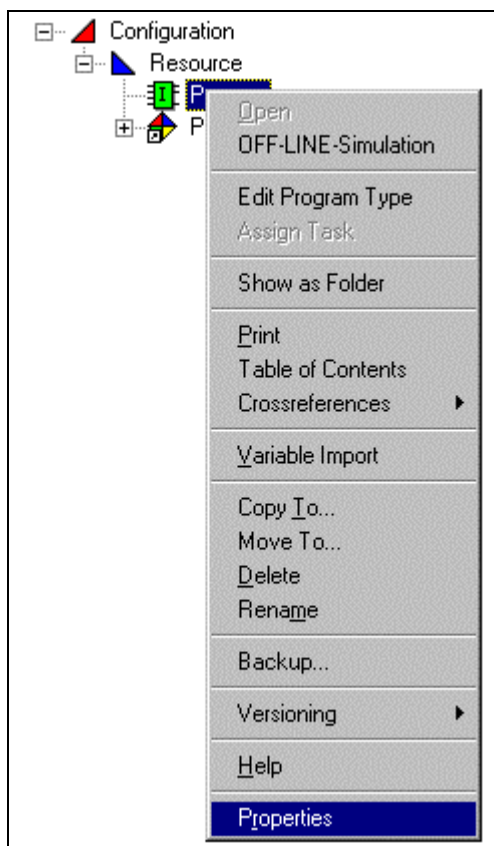 Configuration
Resource
P
P
Open
OFF-LINE-Simulation
Edit Program Type
Assign Task
Show as Folder
Print
Table of Contents
Crossreferences
Variable Import
Copy To...
Move To...
Delete
Rename
Backup...
Versioning
Help
Properties